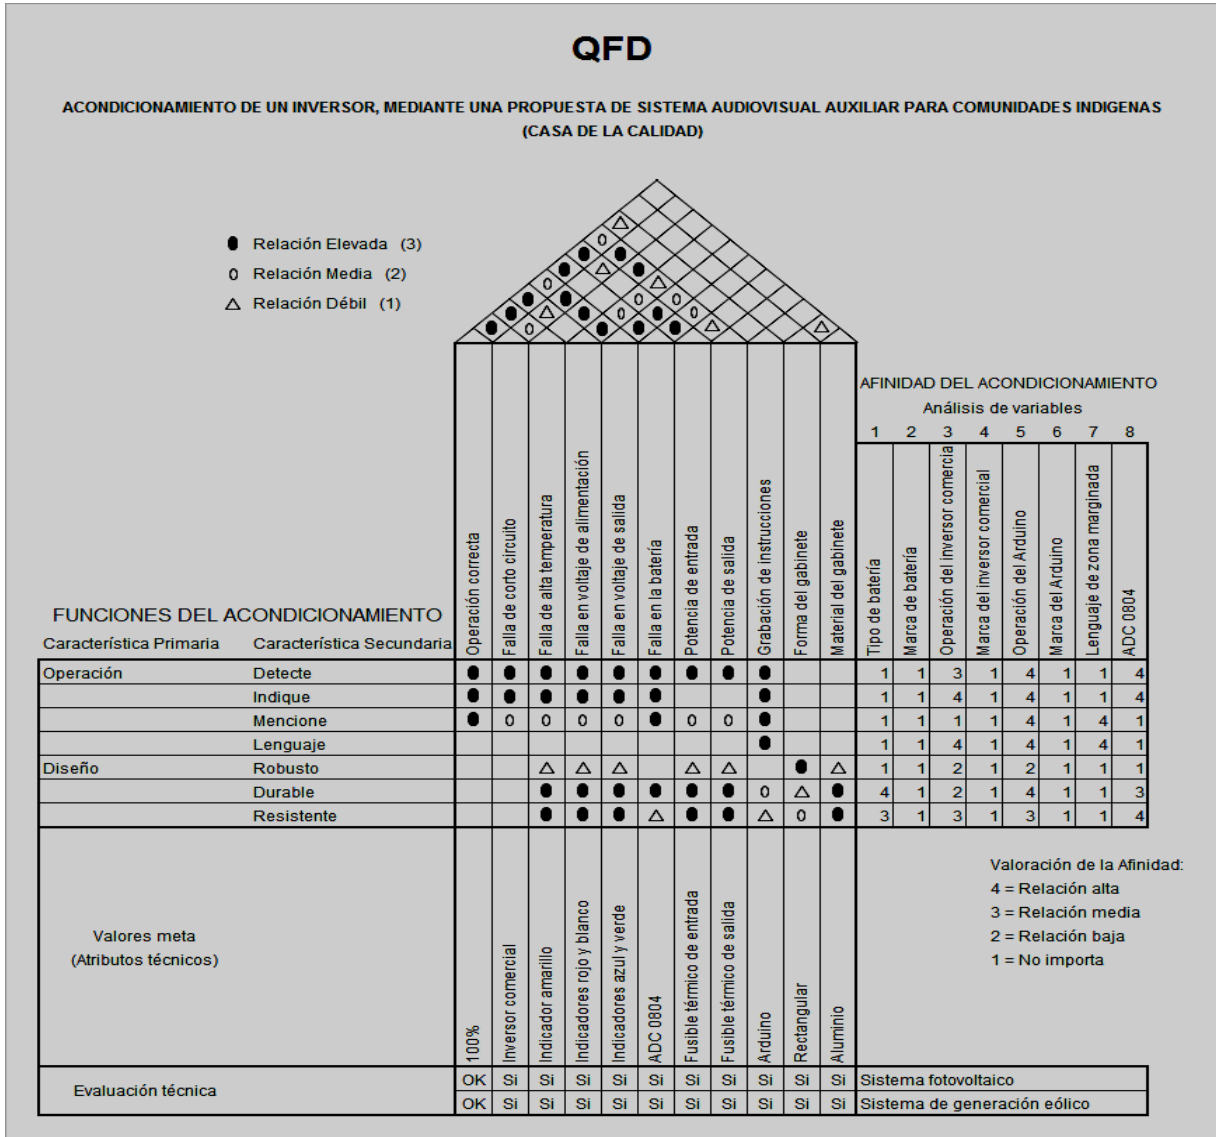 QFD
ACONDICIONAMIENTO DE UN INVERSOR, MEDIANTE UNA PROPUESTA DE SISTEMA AUDIOVISUAL AUXILIAR PARA COMUNIDADES INDIGENAS
(CASA DE LA CALIDAD)
Relación Elevada (3)
Relación Media (2)
Relación Débil (1)
AFINIDAD DEL ACONDICIONAMIENTO
Análisis de variables
1 2 3 4 5 6 7 8
FUNCIONES DEL ACONDICIONAMIENTO
Característica Primaria Característica Secundaria
Operación correcta
Falla de corto circuito
Falla de alta temperatura
Falla en voltaje de alimentación
Falla en voltaje de salida
Falla en la batería
Potencia de entrada
Potencia de salida
Grabación de instrucciones
Forma del gabinete
Material del gabinete
Tipo de batería
Marca de batería
Operación del inversor comercia
Marca del inversor comercial
Operación del Arduino
Marca del Arduino
Lenguaje de zona marginada
ADC 0804
Operación Detecte 1 1 3 1 4 1 1 4
Indique 1 1 4 1 4 1 1 4
Mencione 1 1 1 1 4 1 4 1
Lenguaje 1 1 4 1 4 1 4 1
Diseño Robusto 1 1 2 1 2 1 1 1
Durable 4 1 2 1 4 1 1 3
Resistente 3 1 3 1 3 1 1 4
Valores meta
(Atributos técnicos)
100%
Inversor comercial
Indicador amarillo
Indicadores rojo y blanco
Indicadores azul y verde
ADC 0804
Fusible térmico de entrada
Fusible térmico de salida
Arduino
Rectangular
Aluminio
Valoración de la Afinidad:
4 = Relación alta
3 = Relación media
2 = Relación baja
1 = No importa
Evaluación técnica
OK Si Si Si Si Si Si Si Si Si Si Sistema fotovoltaico
OK Si Si Si Si Si Si Si Si Si Si Sistema de generación eólico